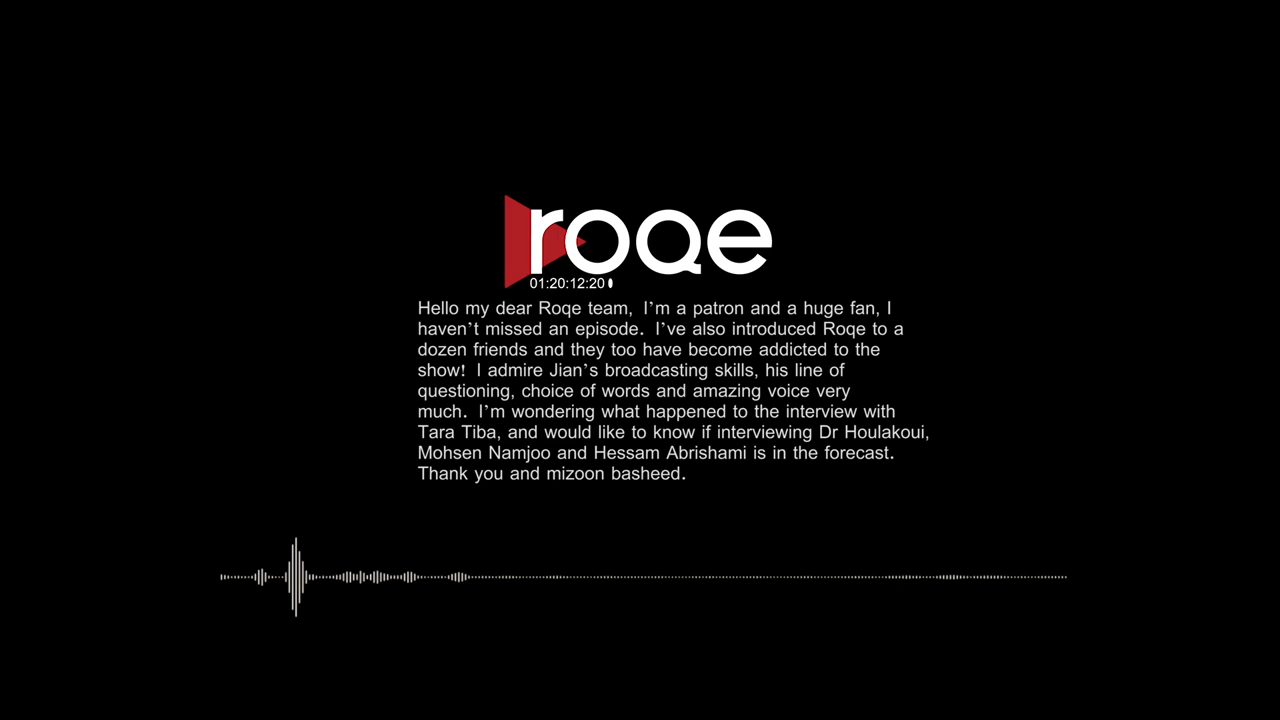 roqe
01:20:12:20
Hello my dear Roqe team,  I’m a patron and a huge fan, I
haven’t missed an episode.  I’ve also introduced Roqe to a
dozen friends and they too have become addicted to the
show!  I admire Jian’s broadcasting skills, his line of
questioning, choice of words and amazing voice very
much.  I’m wondering what happened to the interview with
Tara Tiba, and would like to know if interviewing Dr Houlakoui,
Mohsen Namjoo and Hessam Abrishami is in the forecast.
Thank you and mizoon basheed.